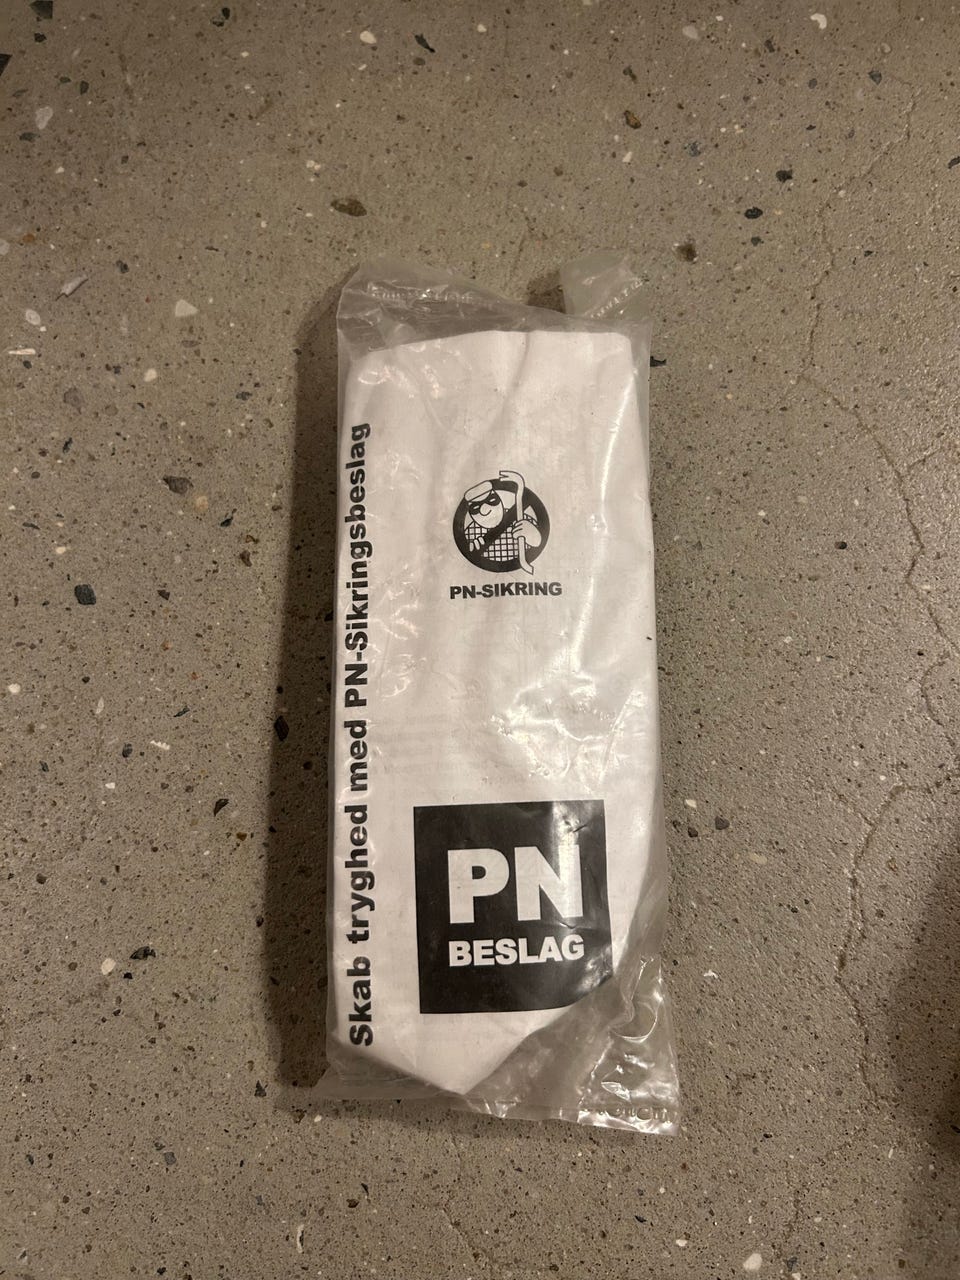 Skab tryghed med PN-Sikringsbeslag
PN-SIKRING
PN
BESLAG